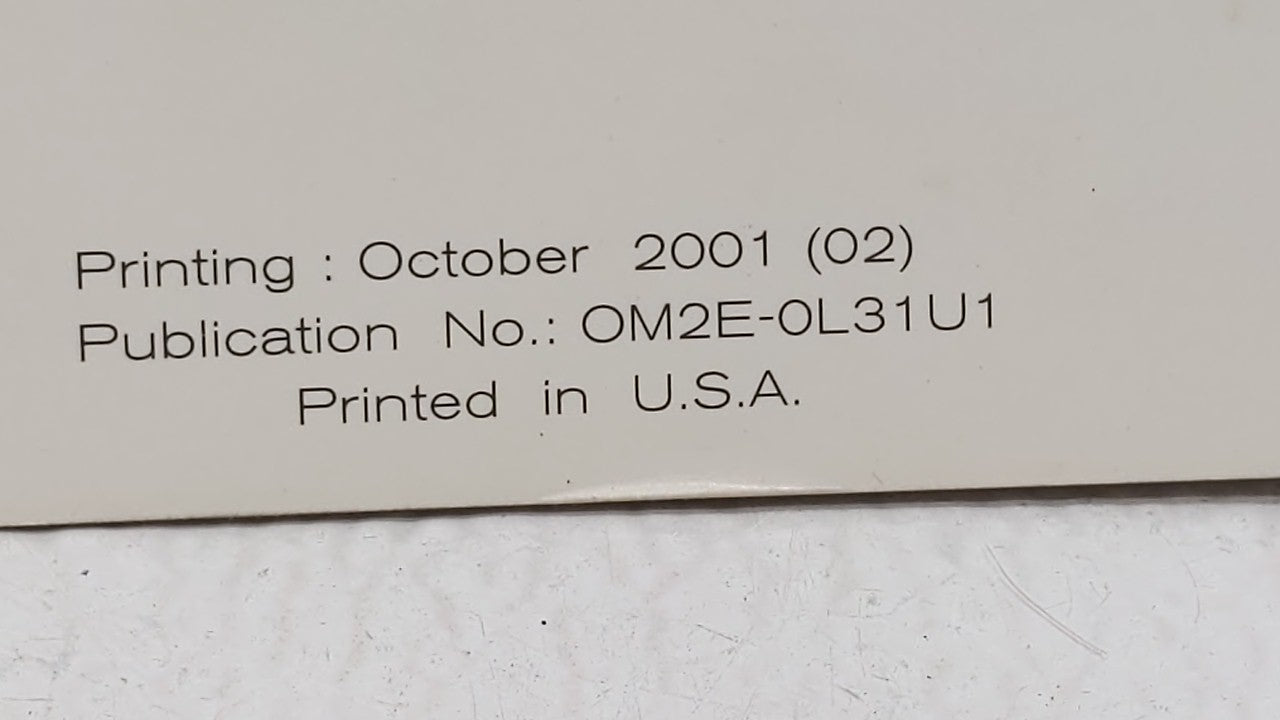 Printing : October 2001 (02)
Publication No.: OM2E-0L31U1
Printed in U.S.A.